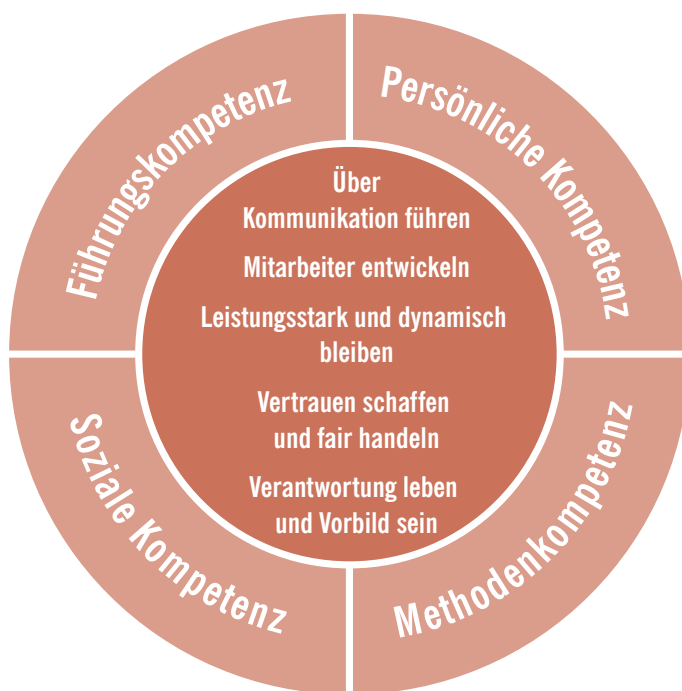 Führungskompetenz
Persönliche Kompetenz
Über
Kommunikation führen
Mitarbeiter entwickeln
Leistungsstark und dynamisch
bleiben
Vertrauen schaffen
und fair handeln
Verantwortung leben
und Vorbild sein
Soziale Kompetenz
Methodenkompetenz